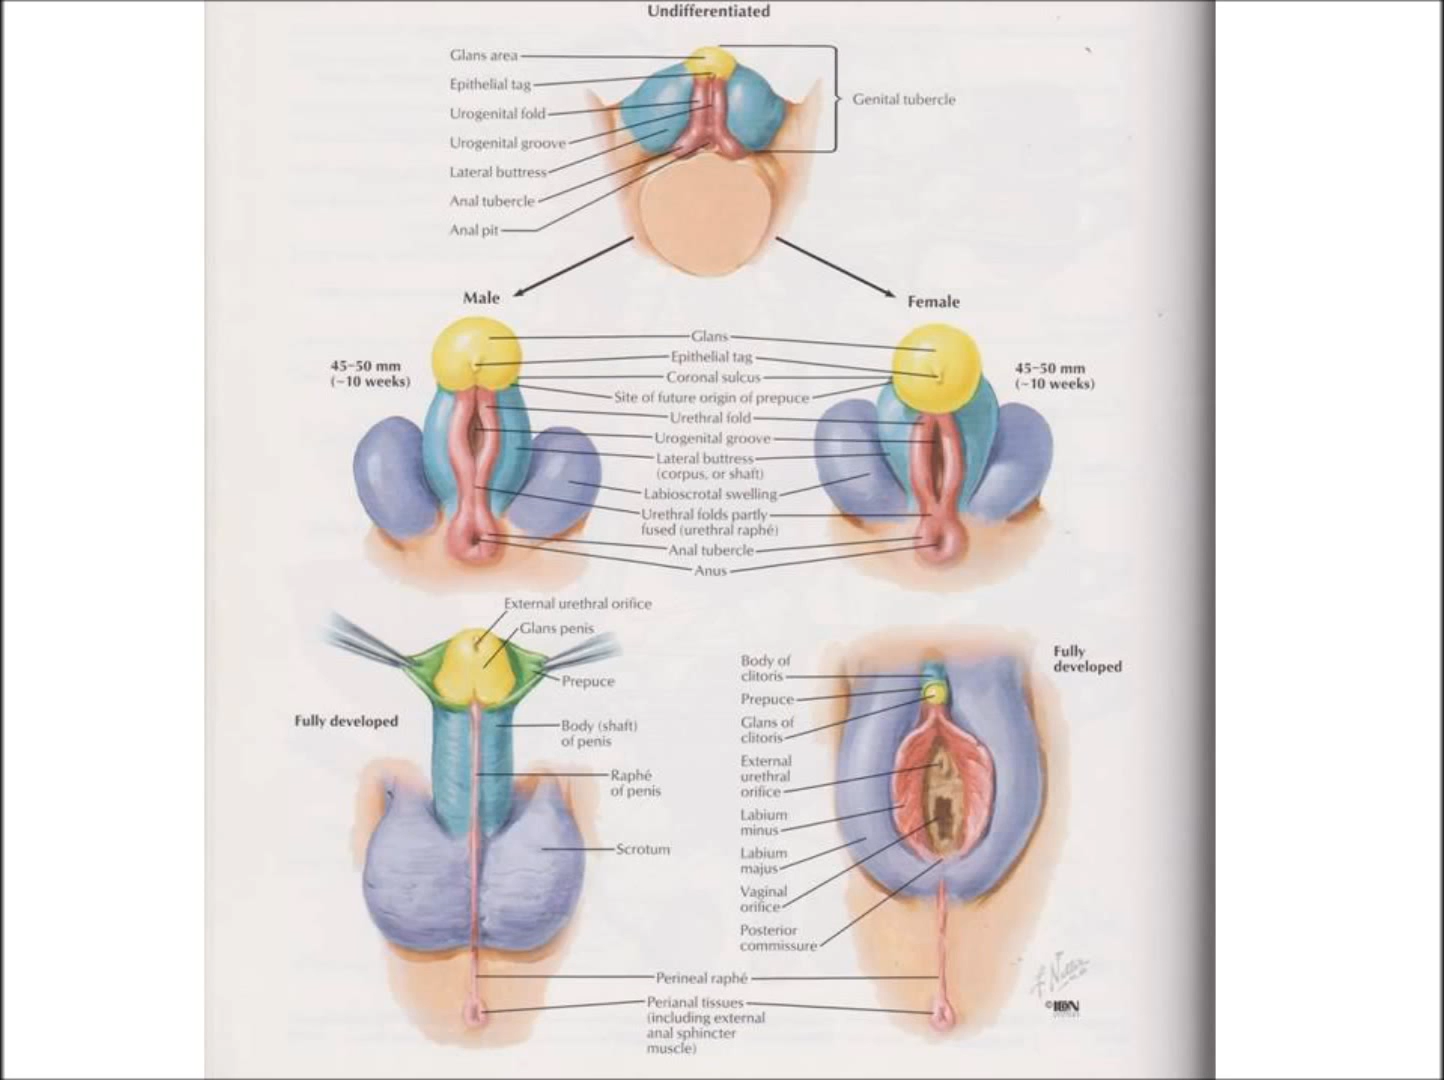 Undifferentiated
Glans area
Epithelial tag
Urogenital fold
Urogenital groove
Lateral buttress
Anal tubercle
Anal pit
Genital tubercle
Male
Female
45–50 mm
(~10 weeks)
Glans
Epithelial tag
Coronal sulcus
Site of future origin of prepuce
Urethral fold
Urogenital groove
Lateral buttress
(corpus, or shaft)
Labioscrotal swelling
Urethral folds partly
fused (urethral raphé)
Anal tubercle
Anus
45–50 mm
(~10 weeks)
External urethral orifice
Glans penis
Prepuce
Fully developed
Body (shaft)
of penis
Raphé
of penis
Scrotum
Body of
clitoris
Prepuce
Glans of
clitoris
External
urethral
orifice
Labium
minus
Labium
majus
Vaginal
orifice
Posterior
commissure
Fully
developed
Perineal raphé
Perianal tissues
(including external
anal sphincter
muscle)
F. Netter
©